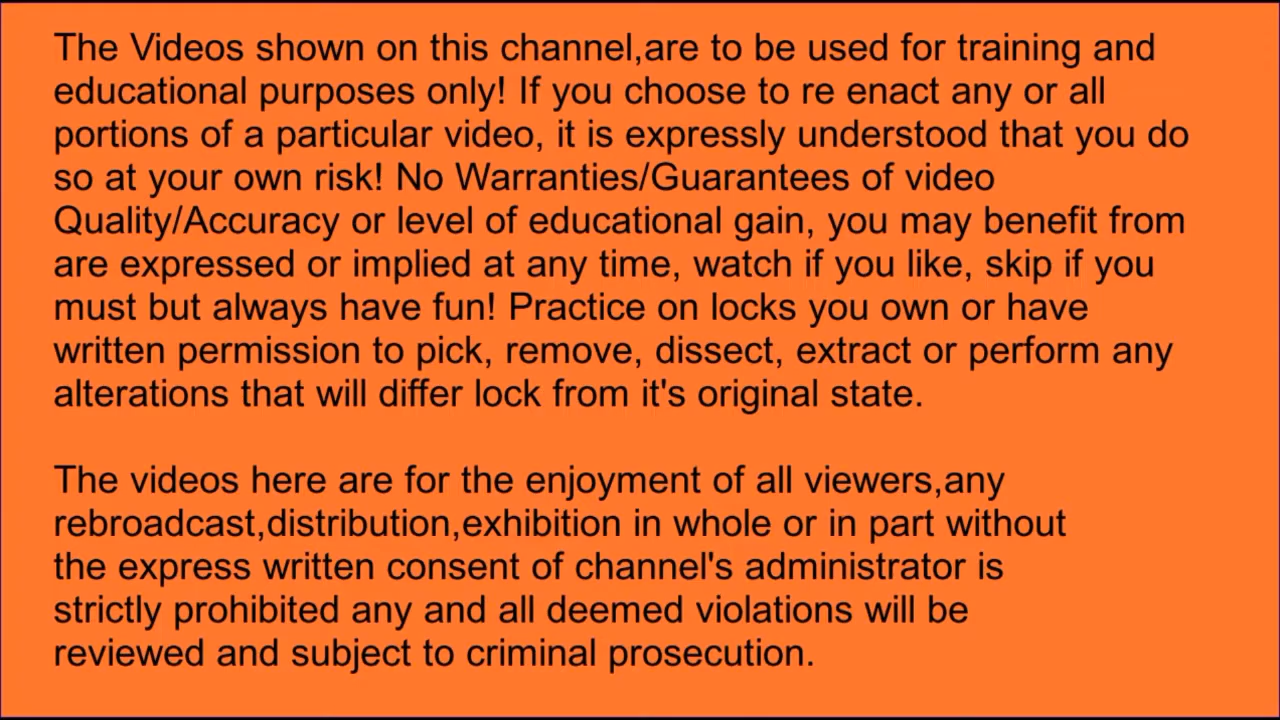 The Videos shown on this channel,are to be used for training and
educational purposes only! If you choose to re enact any or all
portions of a particular video, it is expressly understood that you do
so at your own risk! No Warranties/Guarantees of video
Quality/Accuracy or level of educational gain, you may benefit from
are expressed or implied at any time, watch if you like, skip if you
must but always have fun! Practice on locks you own or have
written permission to pick, remove, dissect, extract or perform any
alterations that will differ lock from it's original state.

The videos here are for the enjoyment of all viewers,any
rebroadcast,distribution,exhibition in whole or in part without
the express written consent of channel's administrator is
strictly prohibited any and all deemed violations will be
reviewed and subject to criminal prosecution.